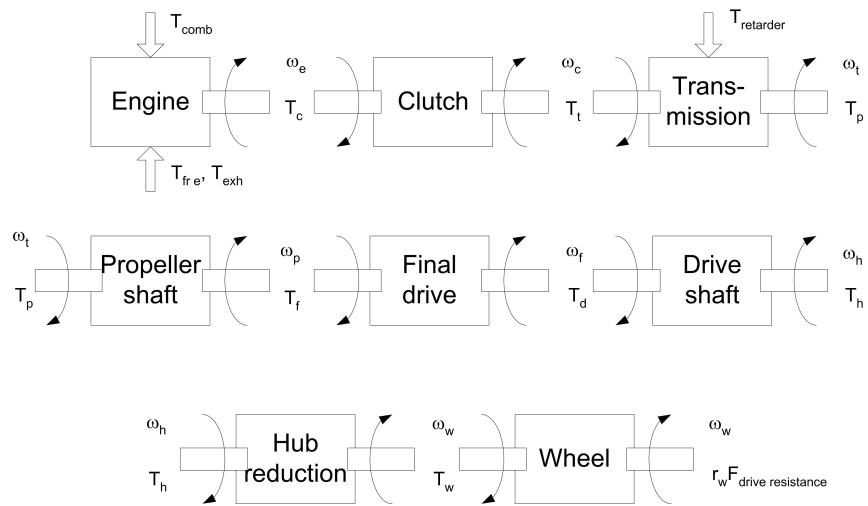 T_comb
T_retarder
ω_e
ω_c
ω_t
Engine
Clutch
Trans-
mission
T_c
T_t
T_p
T_fr e, T_exh
ω_t
ω_p
ω_f
ω_h
Propeller
shaft
Final
drive
Drive
shaft
T_p
T_f
T_d
T_h
ω_h
ω_w
ω_w
Hub
reduction
Wheel
T_h
T_w
r_wF_drive resistance